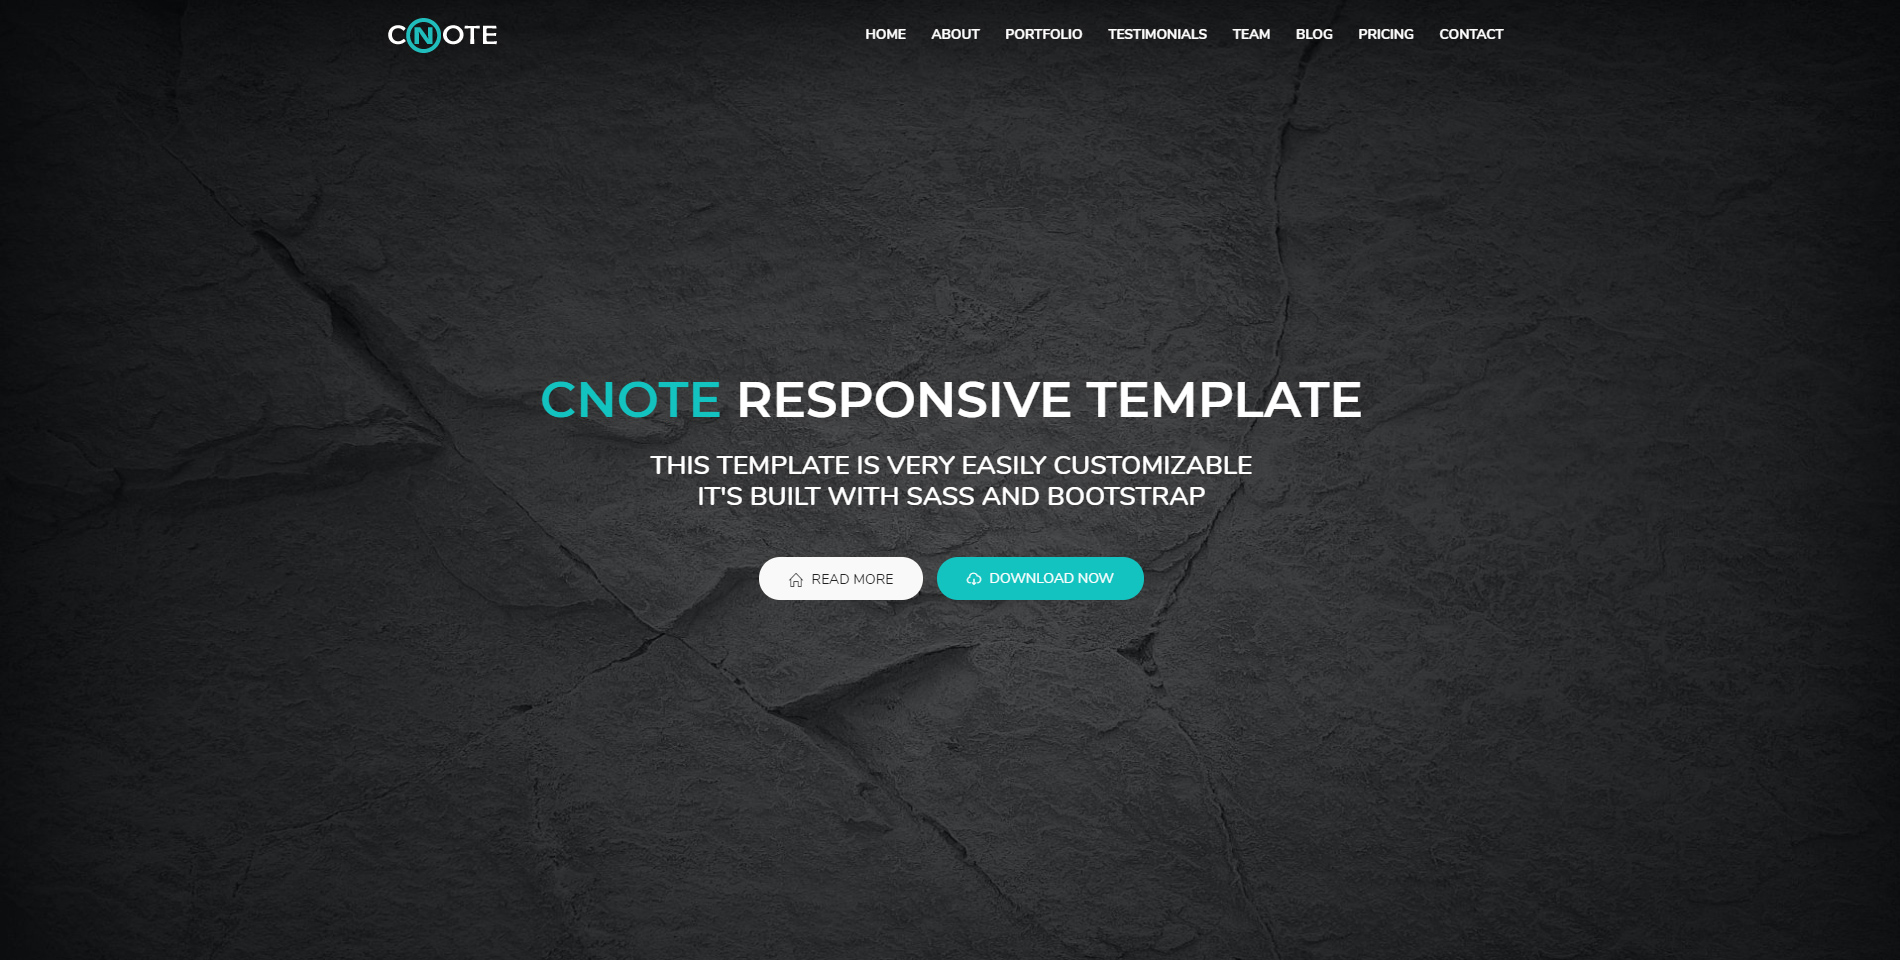 CNOTE
HOME ABOUT PORTFOLIO TESTIMONIALS TEAM BLOG PRICING CONTACT
CNOTE RESPONSIVE TEMPLATE
THIS TEMPLATE IS VERY EASILY CUSTOMIZABLE
IT'S BUILT WITH SASS AND BOOTSTRAP
READ MORE
DOWNLOAD NOW